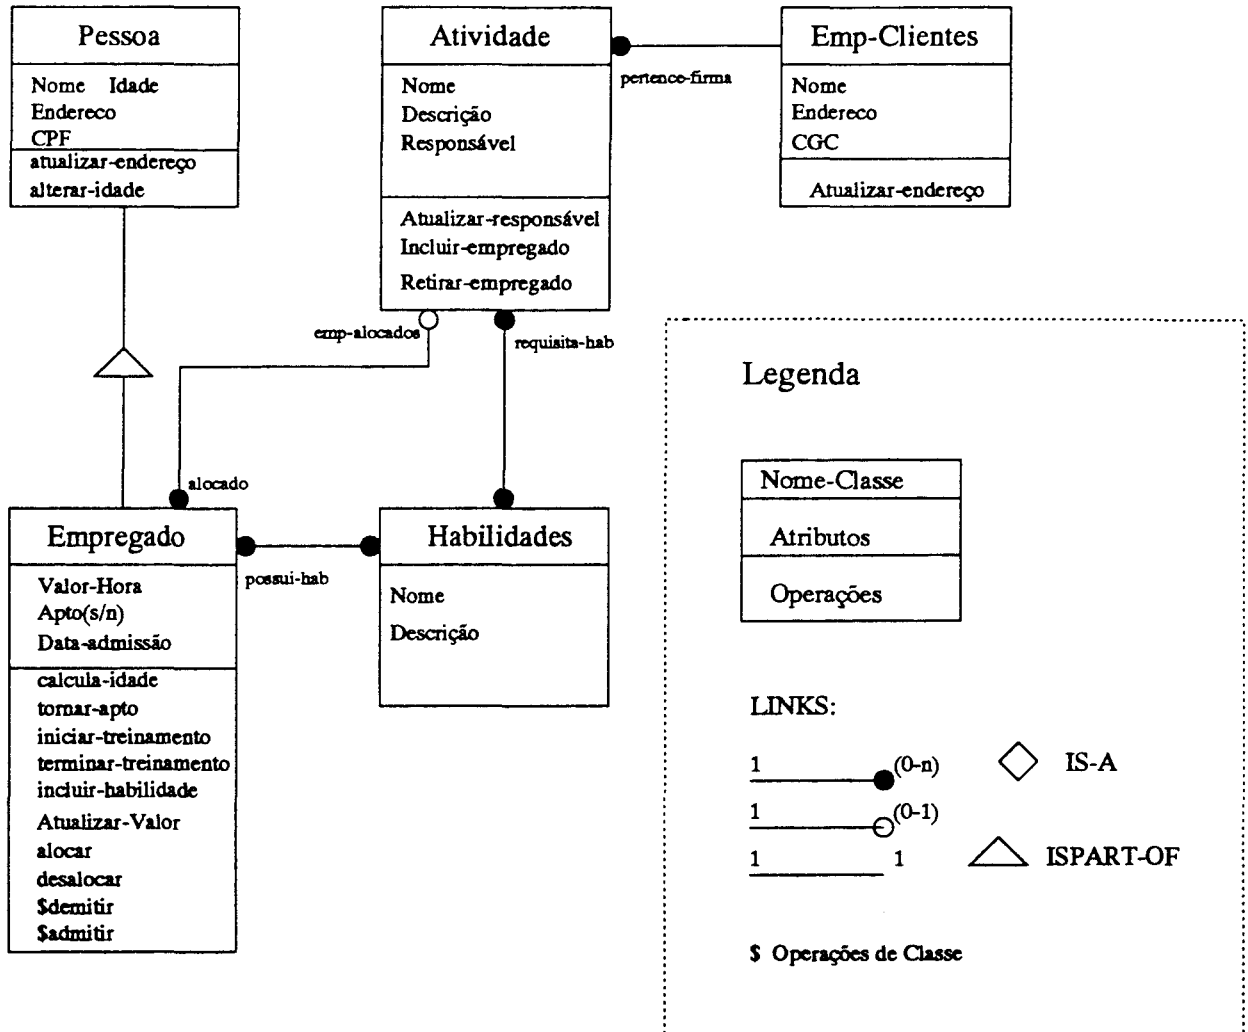 Pessoa
Nome Idade
Endereco
CPF
atualizar-endereço
alterar-idade
Atividade
Nome
Descrição
Responsável
Atualizar-responsável
Incluir-empregado
Retirar-empregado
pertence-firma
Emp-Clientes
Nome
Endereco
CGC
Atualizar-endereço
emp-alocados
requisita-hab
alocado
Empregado
Valor-Hora
Apto(s/n)
Data-admissão
calcula-idade
tornar-apto
iniciar-treinamento
terminar-treinamento
incluir-habilidade
Atualizar-Valor
alocar
desalocar
$demitir
$admitir
possui-hab
Habilidades
Nome
Descrição
Legenda
Nome-Classe
Atributos
Operações
LINKS:
1 (0-n)
1 (0-1)
1 1
IS-A
ISPART-OF
$ Operações de Classe